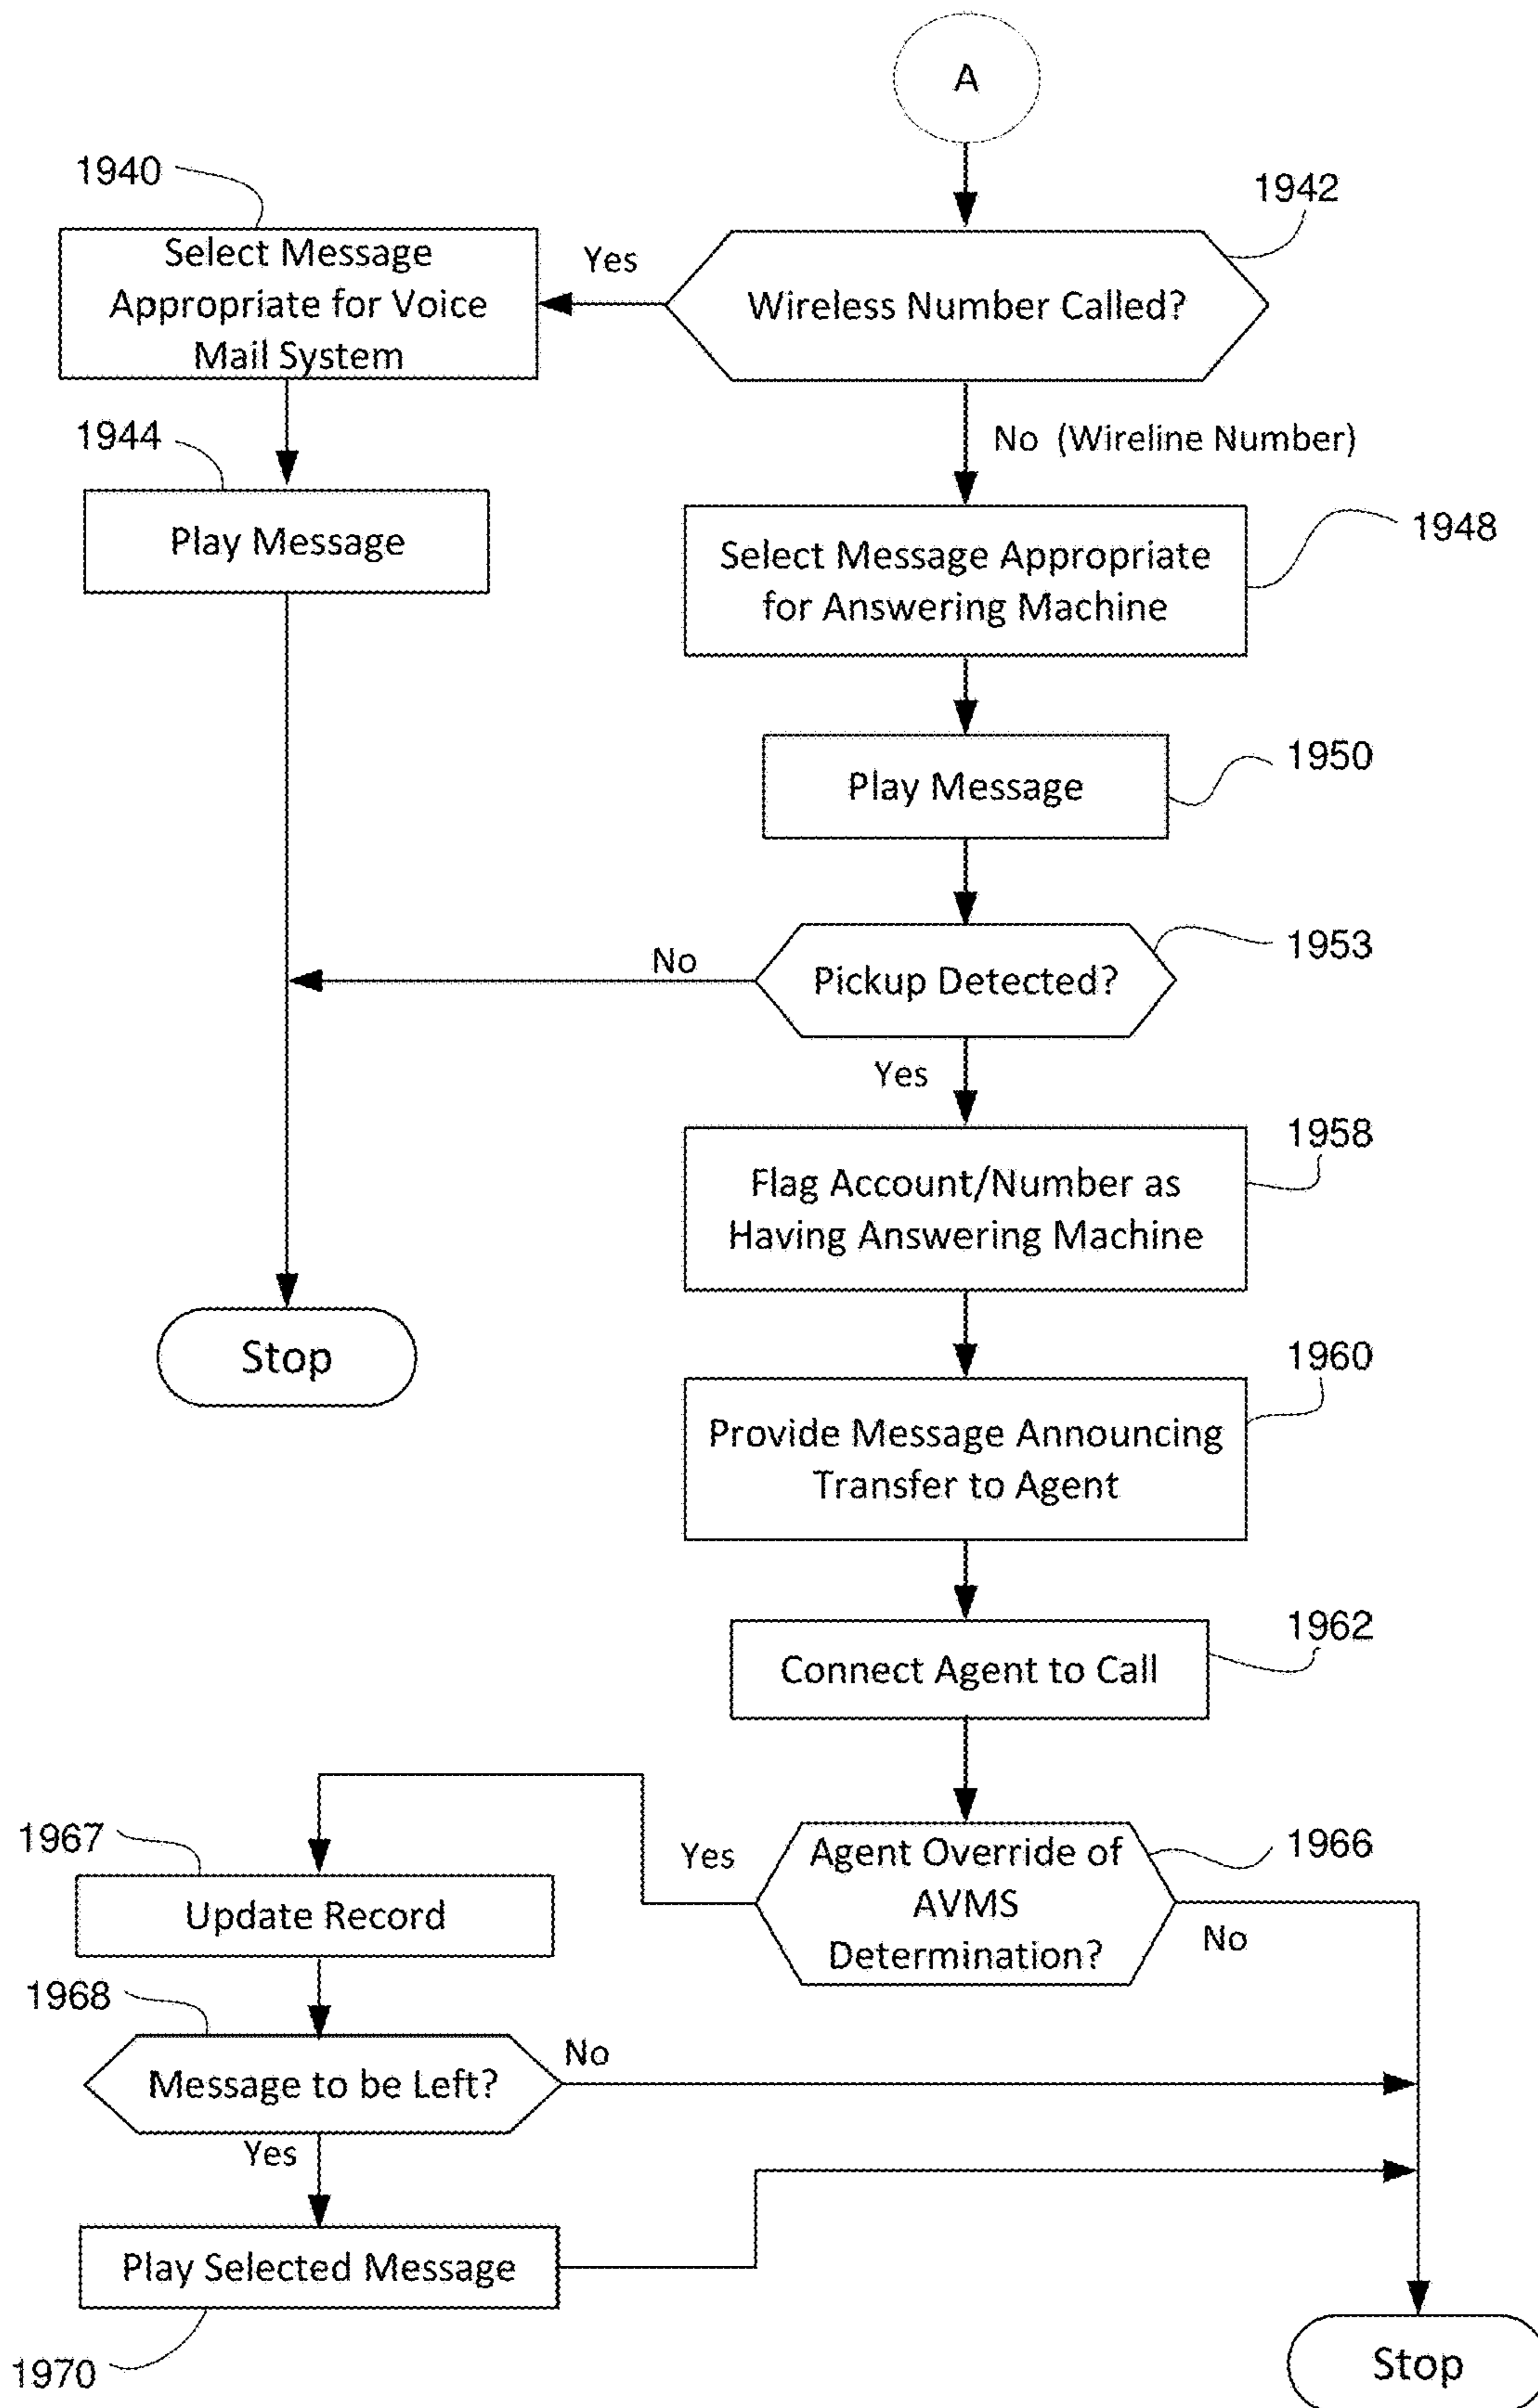 A
1940
1942
Select Message
Appropriate for Voice
Mail System
Yes
Wireless Number Called?
1944
No (Wireline Number)
Play Message
Select Message Appropriate
for Answering Machine
1948
Play Message
1950
No
Pickup Detected?
1953
Yes
Flag Account/Number as
Having Answering Machine
1958
Stop
Provide Message Announcing
Transfer to Agent
1960
Connect Agent to Call
1962
1967
Yes
Agent Override of
AVMS
Determination?
1966
No
Update Record
1968
Message to be Left?
No
Yes
Play Selected Message
1970
Stop